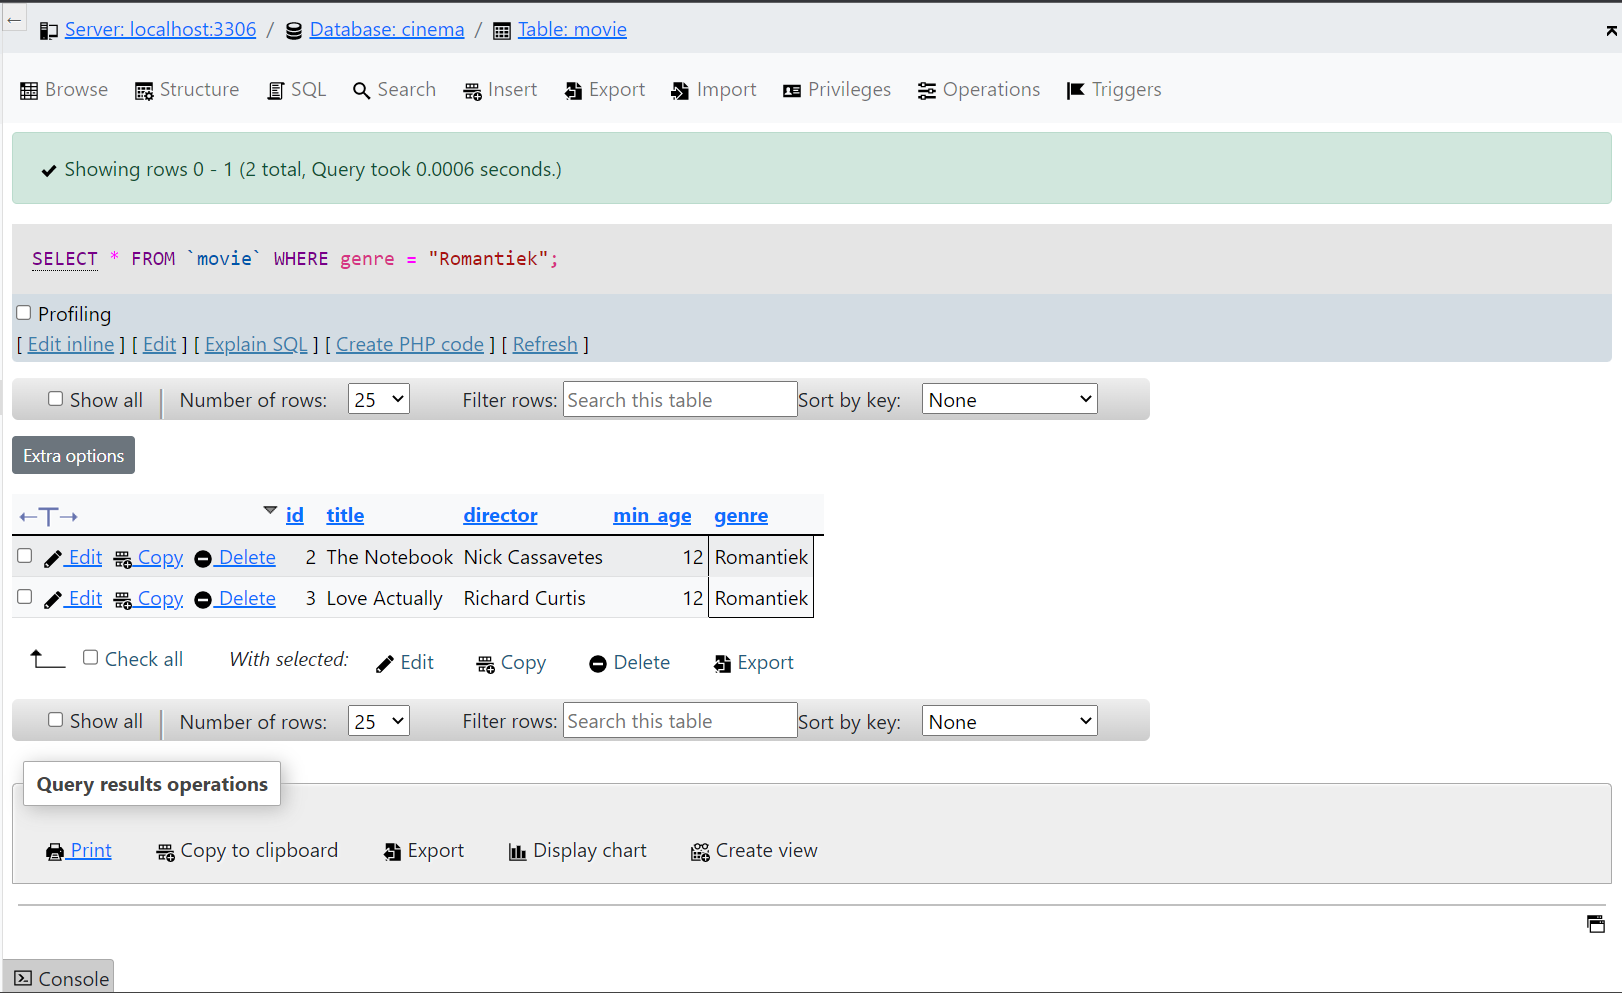 Server: localhost:3306 / Database: cinema / Table: movie
Browse Structure SQL Search Insert Export Import Privileges Operations Triggers
Showing rows 0 - 1 (2 total, Query took 0.0006 seconds.)
SELECT * FROM `movie` WHERE genre = "Romantiek";
Profiling
[ Edit inline ] [ Edit ] [ Explain SQL ] [ Create PHP code ] [ Refresh ]
Show all Number of rows: 25 Filter rows: Search this table Sort by key: None
Extra options
←T→ id title director min_age genre
Edit Copy Delete 2 The Notebook Nick Cassavetes 12 Romantiek
Edit Copy Delete 3 Love Actually Richard Curtis 12 Romantiek
Check all With selected: Edit Copy Delete Export
Show all Number of rows: 25 Filter rows: Search this table Sort by key: None
Query results operations
Print Copy to clipboard Export Display chart Create view
Console